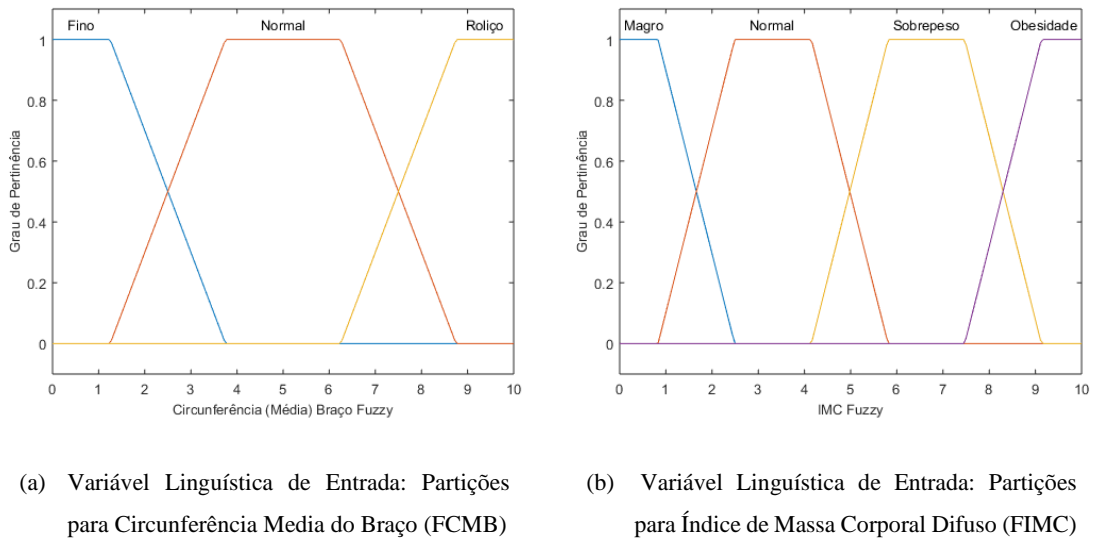 Fino Normal Roliço
1
0.8
0.6
0.4
0.2
0
Grau de Pertinência
0 1 2 3 4 5 6 7 8 9 10
Circunferência (Média) Braço Fuzzy
Magro Normal Sobrepeso Obesidade
1
0.8
0.6
0.4
0.2
0
Grau de Pertinência
0 1 2 3 4 5 6 7 8 9 10
IMC Fuzzy
(a) Variável Linguística de Entrada: Partições
para Circunferência Media do Braço (FCMB)
(b) Variável Linguística de Entrada: Partições
para Índice de Massa Corporal Difuso (FIMC)